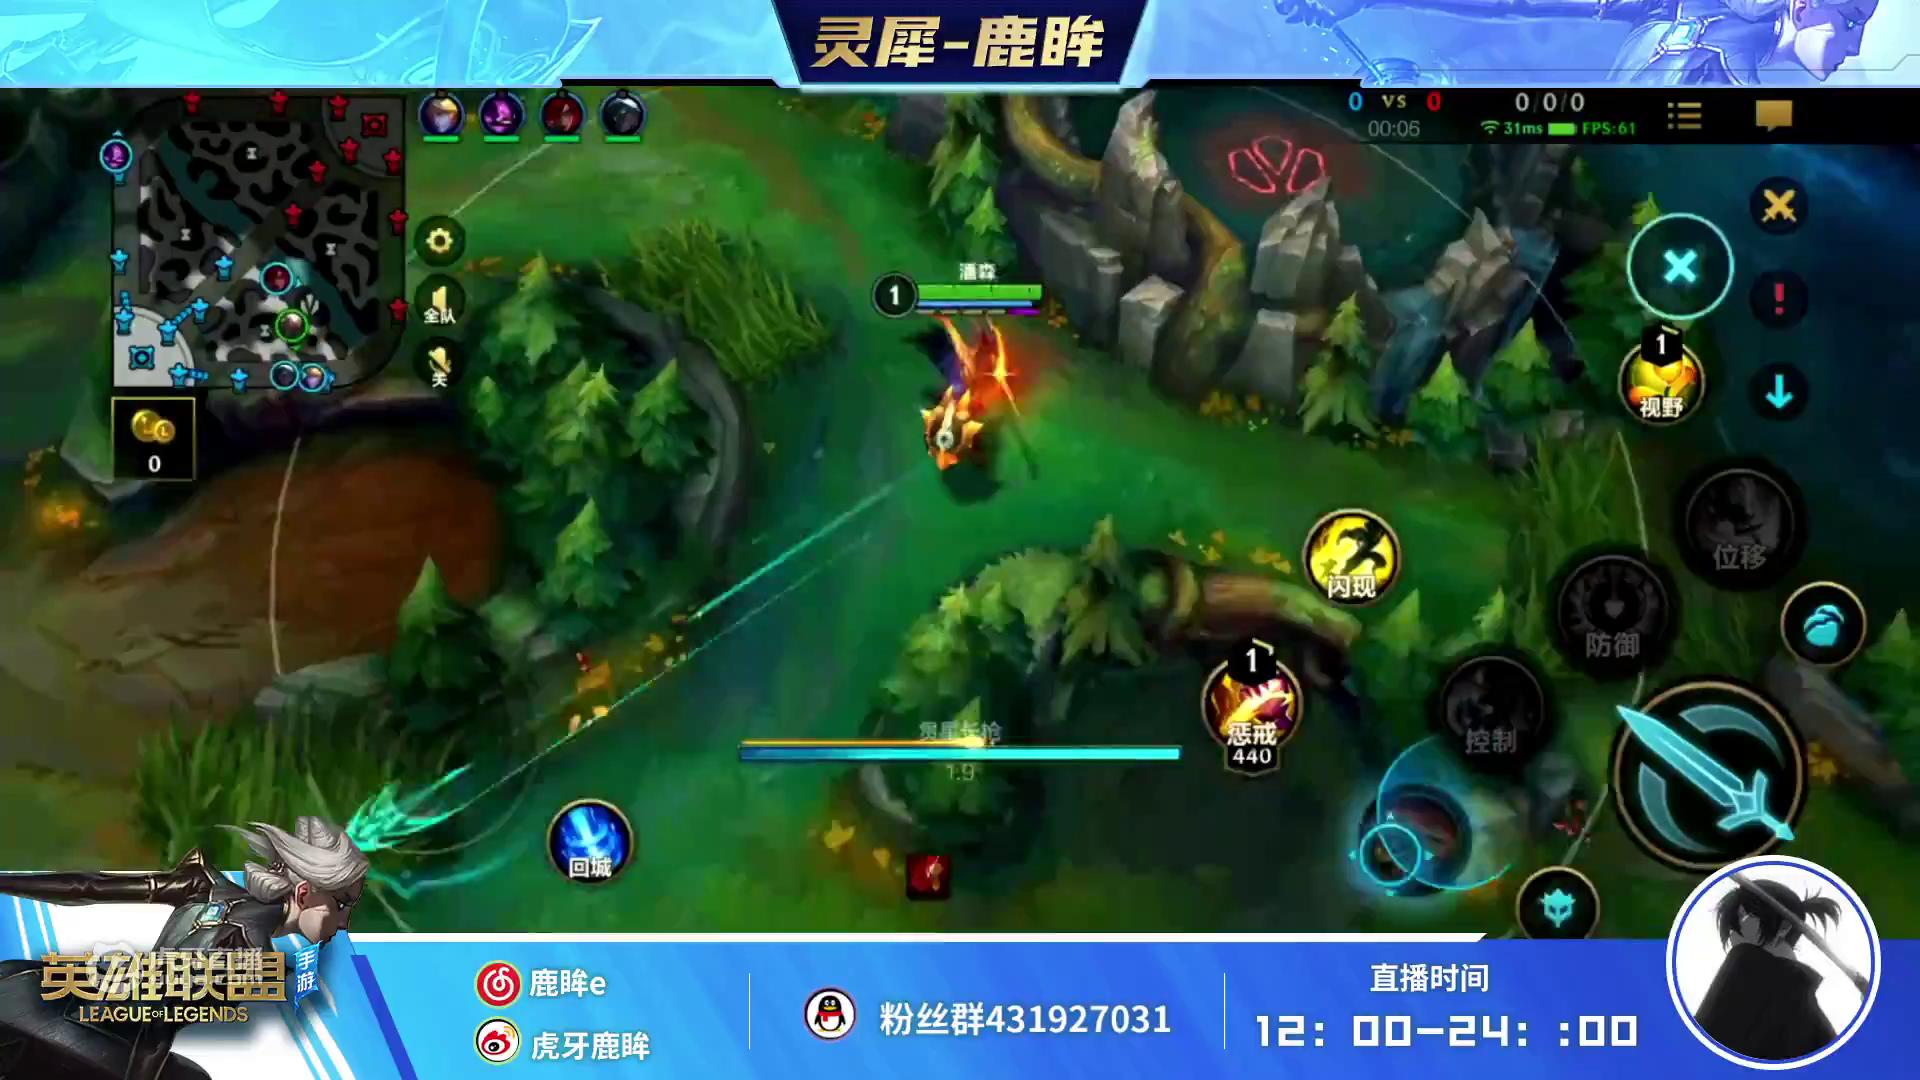 灵犀-鹿眸
0 VS 0
0/0/0
00:06
31ms
FPS:61
全队
关
0
1
潘森
1
视野
位移
闪现
防御
1
惩戒
440
控制
1.9
回城
英雄联盟
手游
LEAGUE OF LEGENDS
鹿眸e
虎牙鹿眸
粉丝群431927031
直播时间
12: 00-24: :00